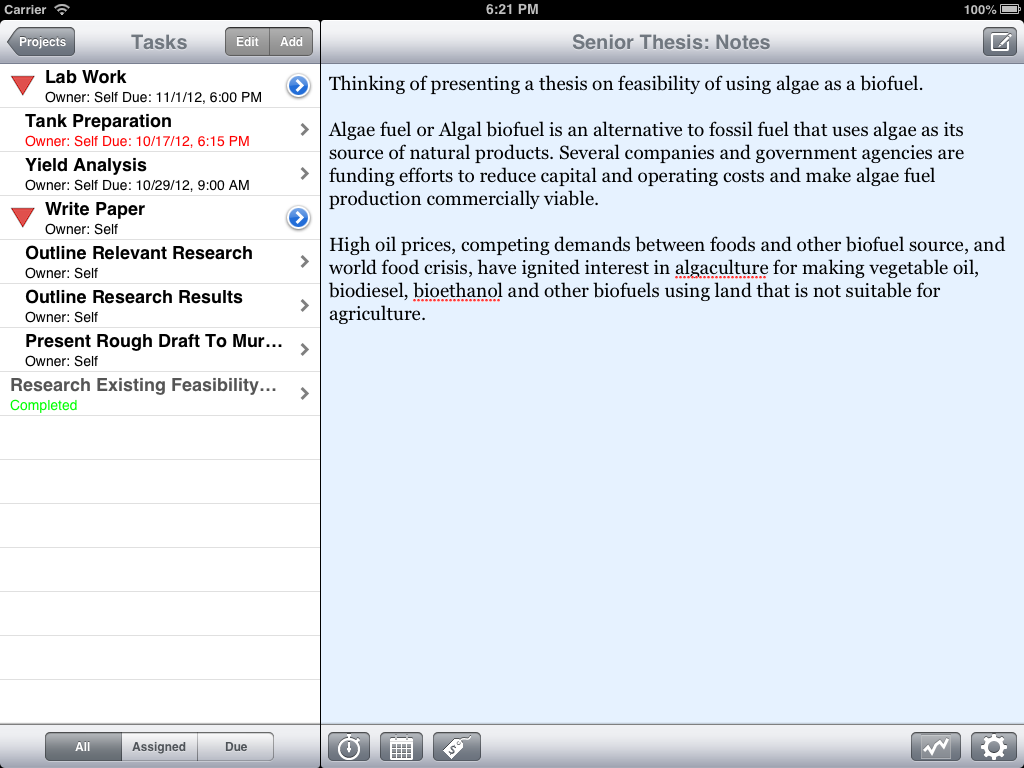 Carrier 6:21 PM 100%
Projects Tasks Edit Add
Senior Thesis: Notes
Lab Work
Owner: Self Due: 11/1/12, 6:00 PM
Tank Preparation
Owner: Self Due: 10/17/12, 6:15 PM
Yield Analysis
Owner: Self Due: 10/29/12, 9:00 AM
Write Paper
Owner: Self
Outline Relevant Research
Owner: Self
Outline Research Results
Owner: Self
Present Rough Draft To Mur...
Owner: Self
Research Existing Feasibility...
Completed
Thinking of presenting a thesis on feasibility of using algae as a biofuel.
Algae fuel or Algal biofuel is an alternative to fossil fuel that uses algae as its
source of natural products. Several companies and government agencies are
funding efforts to reduce capital and operating costs and make algae fuel
production commercially viable.
High oil prices, competing demands between foods and other biofuel source, and
world food crisis, have ignited interest in algaculture for making vegetable oil,
biodiesel, bioethanol and other biofuels using land that is not suitable for
agriculture.
All Assigned Due